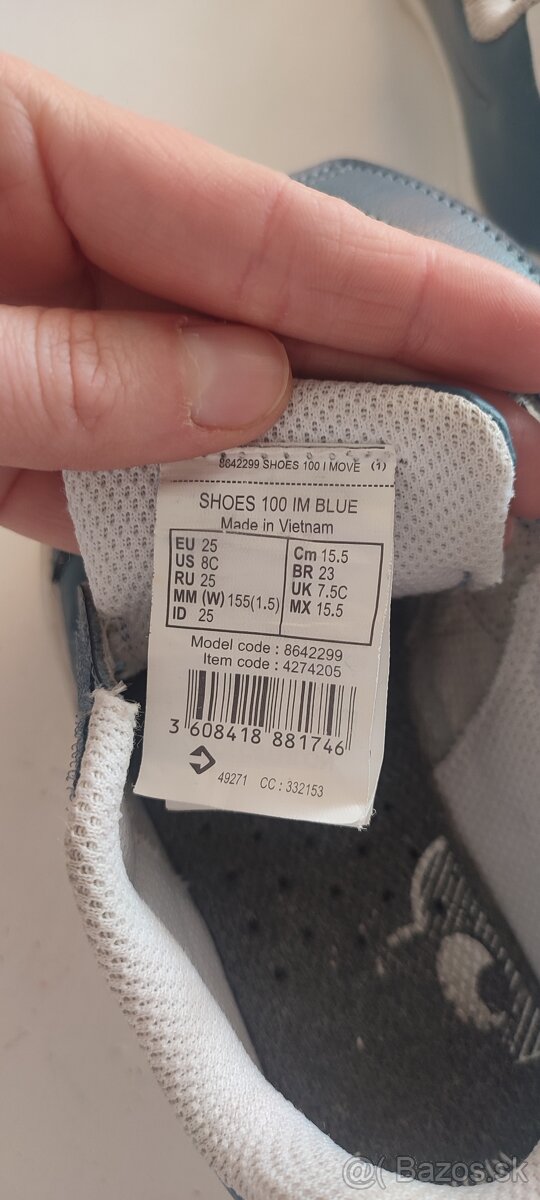 8642299 SHOES 100 I MOVE (1)
SHOES 100 IM BLUE
Made in Vietnam
EU 25
US 8C
RU 25
MM (W) 155(1.5)
ID 25
Cm 15.5
BR 23
UK 7.5C
MX 15.5
Model code : 8642299
Item code : 4274205
3 608418 881746
49271 CC : 332153
@( Bazos.sk